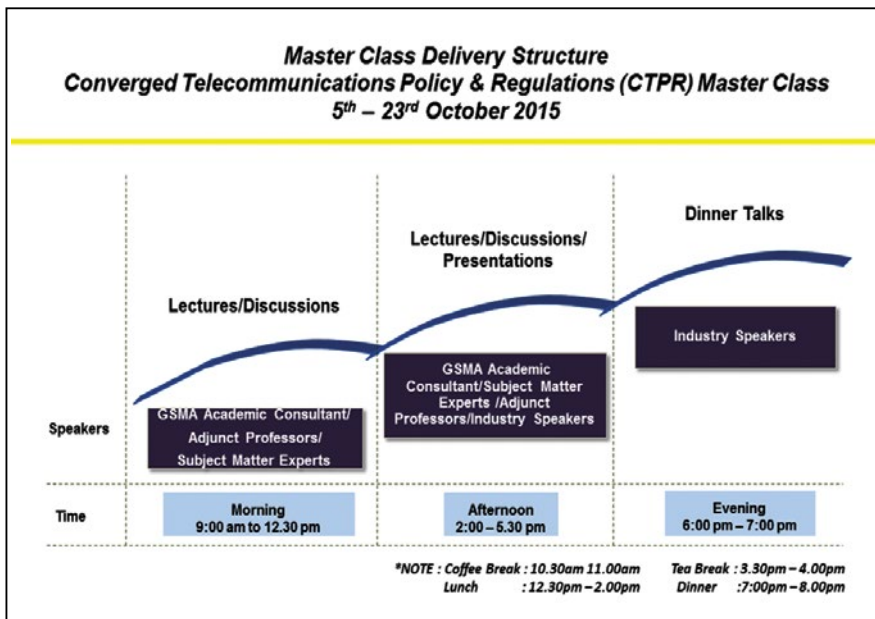 Master Class Delivery Structure
Converged Telecommunications Policy & Regulations (CTPR) Master Class
5th – 23rd October 2015
Dinner Talks
Lectures/Discussions/
Presentations
Lectures/Discussions
Industry Speakers
GSMA Academic
Consultant/Subject Matter
Experts /Adjunct
Professors/Industry Speakers
Speakers
GSMA Academic Consultant/
Adjunct Professors/
Subject Matter Experts
Time
Morning
9:00 am to 12.30 pm
Afternoon
2:00 – 5.30 pm
Evening
6:00 pm – 7:00 pm
*NOTE : Coffee Break : 10.30am 11.00am Tea Break : 3.30pm – 4.00pm
Lunch : 12.30pm – 2.00pm Dinner :7:00pm – 8.00pm